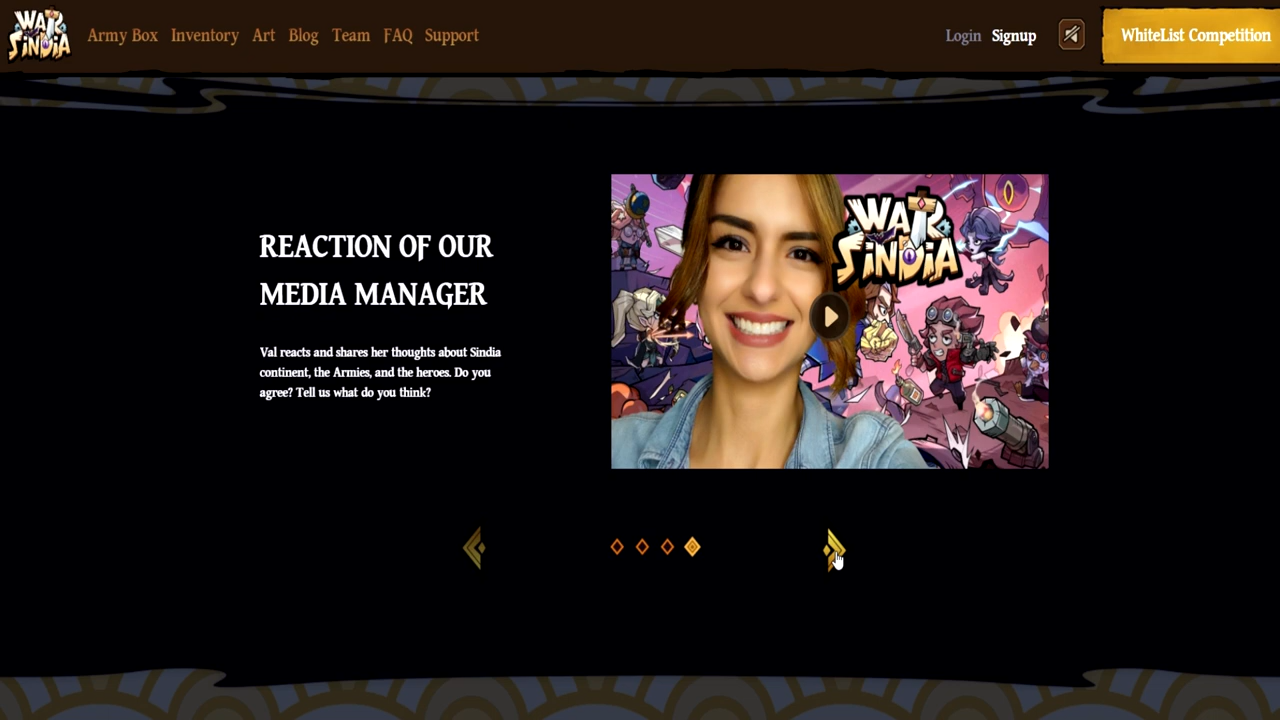 WAR
SINDIA
Army Box Inventory Art Blog Team FAQ Support
Login Signup
WhiteList Competition
REACTION OF OUR
MEDIA MANAGER
Val reacts and shares her thoughts about Sindia
continent, the Armies, and the heroes. Do you
agree? Tell us what do you think?
WAR
SINDIA